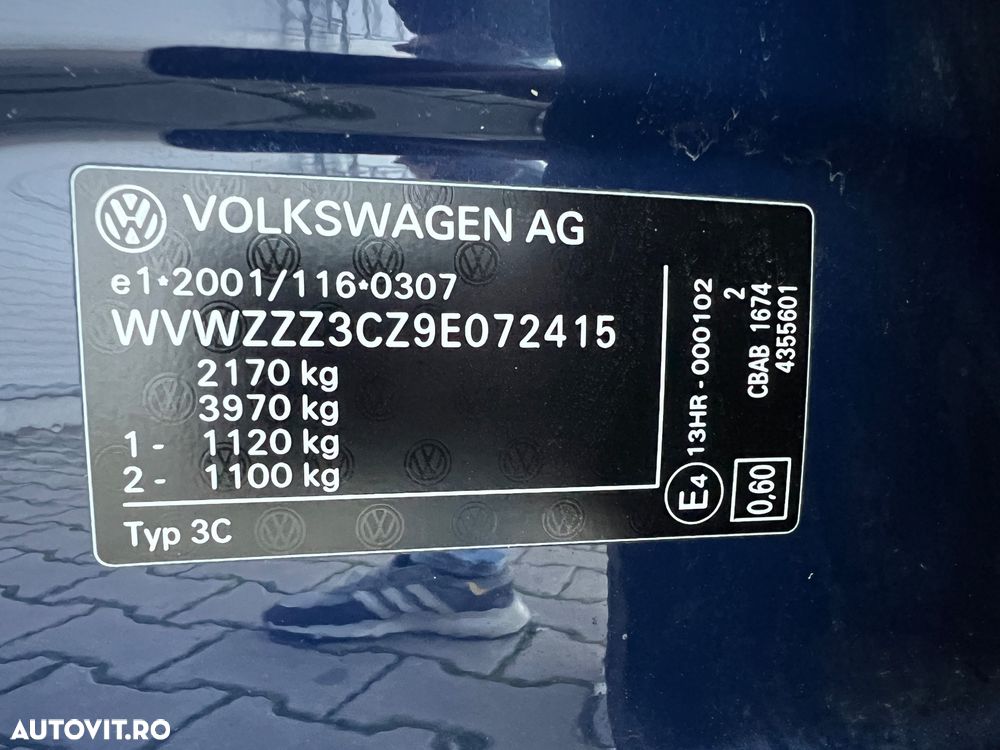 VOLKSWAGEN AG
e1*2001/116*0307
WVWZZZ3CZ9E072415
2170 kg
3970 kg
1 - 1120 kg
2 - 1100 kg
Typ 3C
E4 13HR - 000102
2
CBAB 1674
4355601
0,60
AUTOVIT.RO